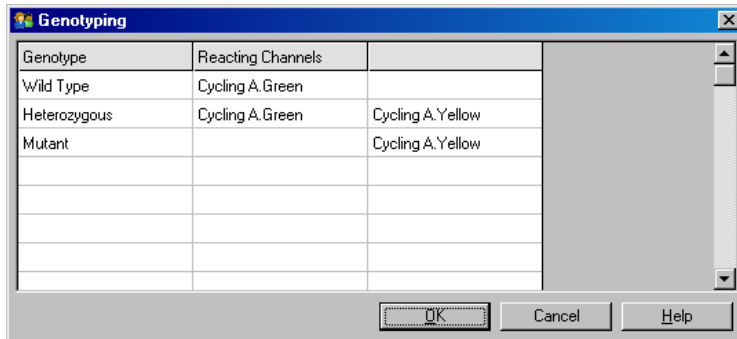 Genotyping
Genotype Reacting Channels
Wild Type Cycling A.Green
Heterozygous Cycling A.Green Cycling A.Yellow
Mutant Cycling A.Yellow
OK Cancel Help